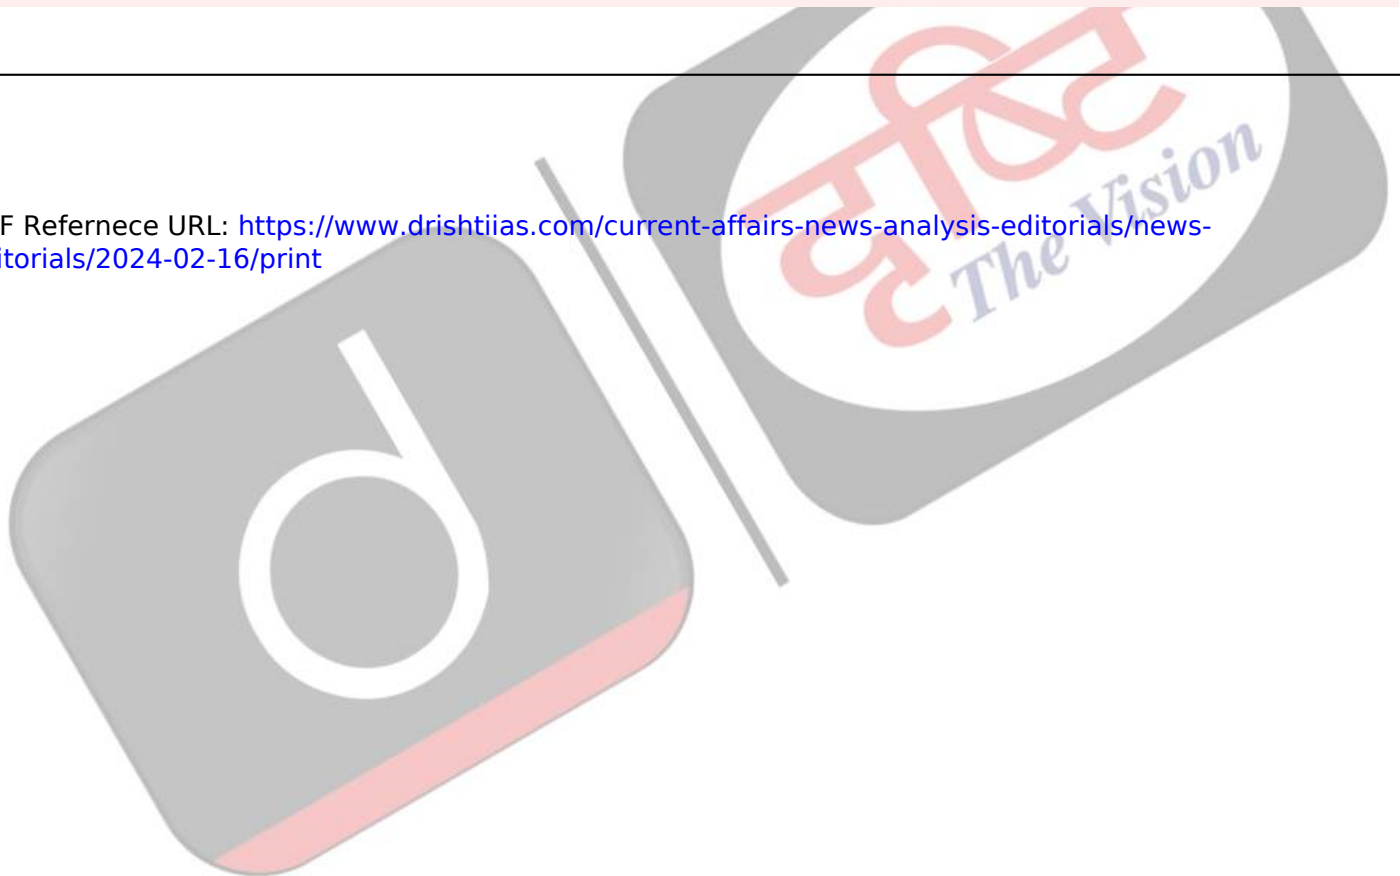 दृष्टि
The Vision
F Refernece URL: https://www.drishtiias.com/current-affairs-news-analysis-editorials/news-
itorials/2024-02-16/print
d